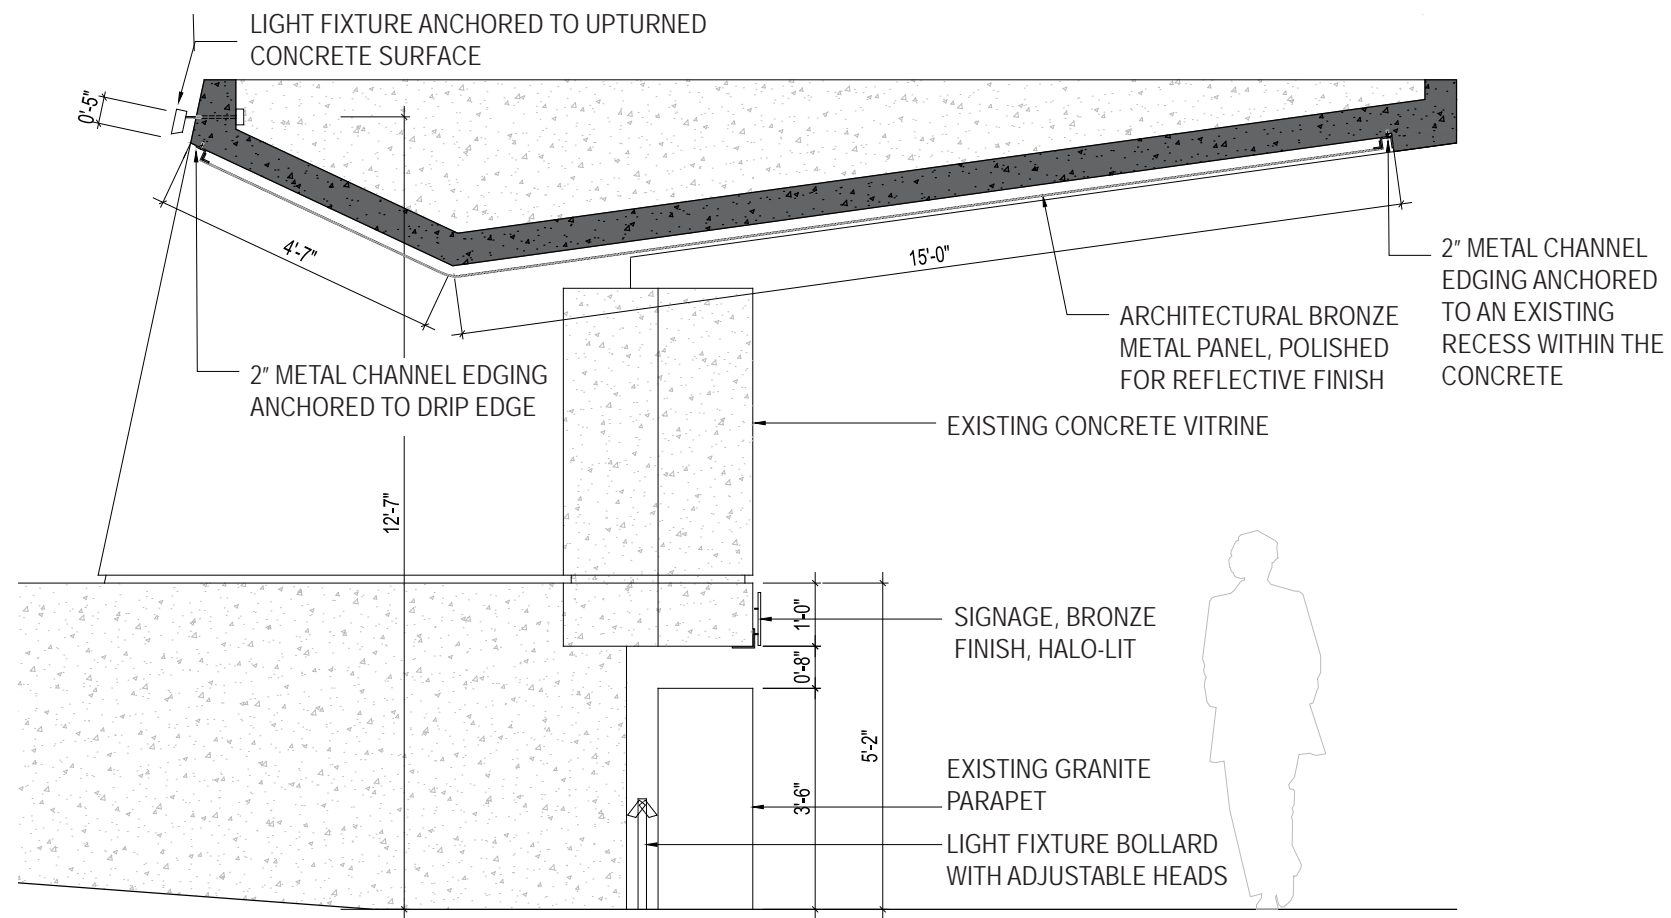 LIGHT FIXTURE ANCHORED TO UPTURNED
CONCRETE SURFACE
0'-5"
4'-7"
15'-0"
2" METAL CHANNEL
EDGING ANCHORED
TO AN EXISTING
RECESS WITHIN THE
CONCRETE
ARCHITECTURAL BRONZE
METAL PANEL, POLISHED
FOR REFLECTIVE FINISH
2" METAL CHANNEL EDGING
ANCHORED TO DRIP EDGE
EXISTING CONCRETE VITRINE
12'-7"
1'-0"
SIGNAGE, BRONZE
FINISH, HALO-LIT
0'-8"
5'-2"
3'-6"
EXISTING GRANITE
PARAPET
LIGHT FIXTURE BOLLARD
WITH ADJUSTABLE HEADS